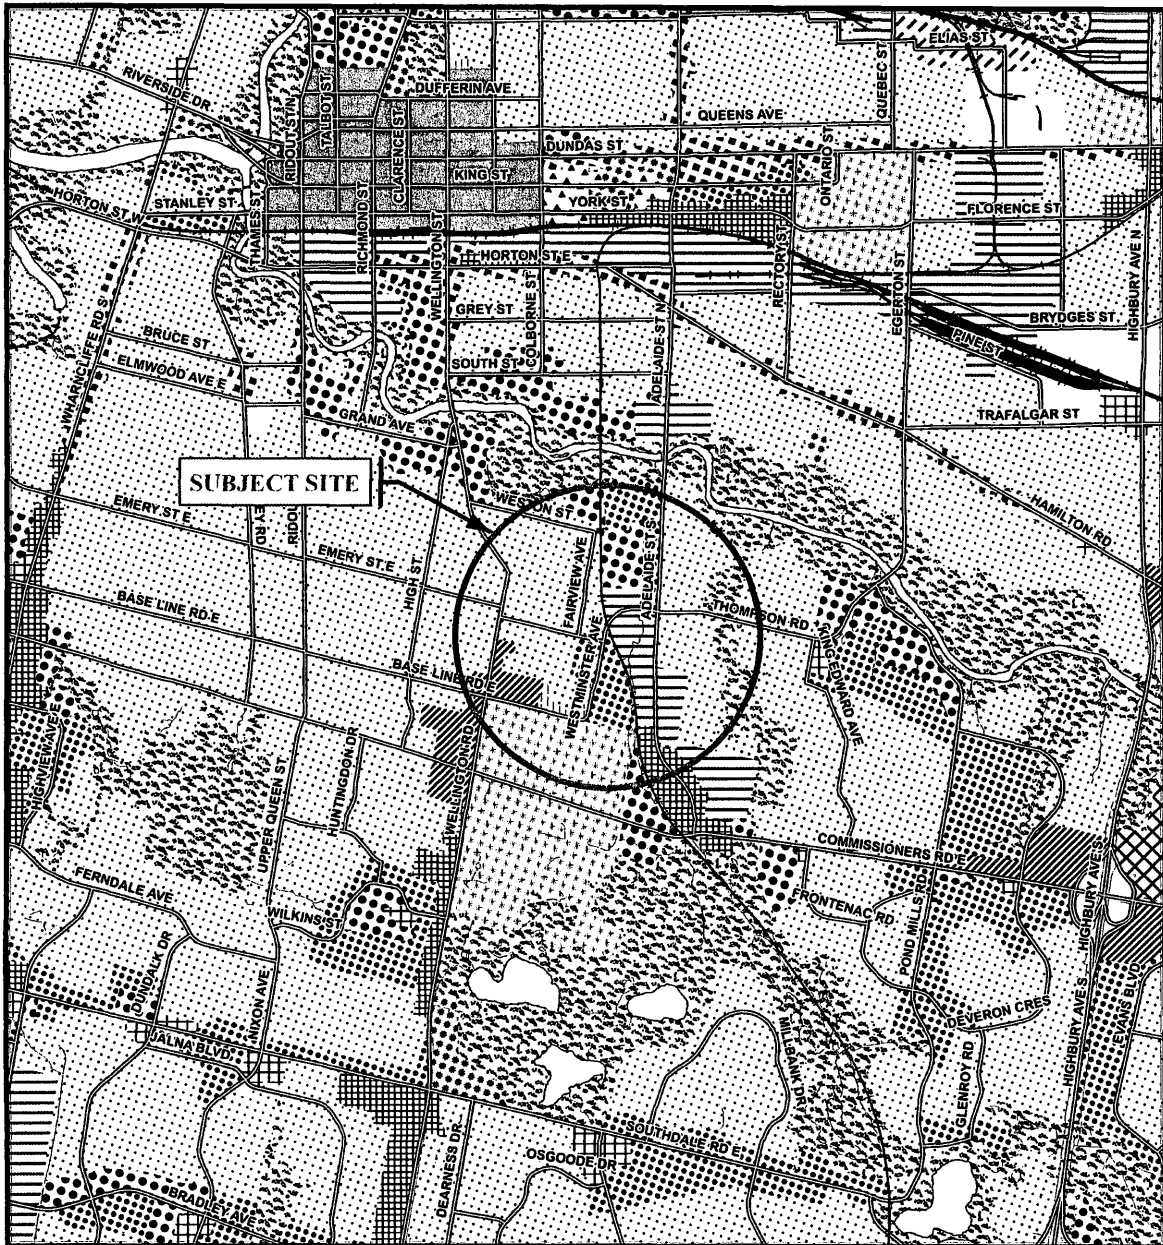 ELIAS ST
RIVERSIDE DR
TALBOT ST
DUFFERIN AVE
QUEBEC ST
CLARENCE ST
QUEENS AVE
RIDOUT ST N
DUNDAS ST
ONTARIO ST
KING ST
HORTON ST W
STANLEY ST
THAMES ST
RICHMOND ST
YORK ST
FLORENCE ST
WELLINGTON ST
HORTON ST E
RECTORY ST
EGERTON ST
HIGHBURY AVE N
GREY ST
COLBORNE ST
ADELAIDE ST N
BRYDGES ST
WHARNCLIFFE RD S
BRUCE ST
PINE ST
SOUTH ST
ELMWOOD AVE E
GRAND AVE
TRAFALGAR ST
SUBJECT SITE
WESTON ST
HAMILTON RD
EMERY ST E
EMERY ST E
HIGH ST
FAIRVIEW AVE
ADELAIDE ST S
BASE LINE RD E
THOMPSON RD
KING EDWARD AVE
BASE LINE RD E
WESTMINSTER AVE
HIGHVIEW AVE
HUNTINGDON DR
WELLINGTON RD
UPPER QUEEN ST
COMMISSIONERS RD E
FERNDALE AVE
FRONTENAC RD
POND MILLS RD
HIGHBURY AVE S
WILKINS S
DUNDALK DR
NIXON AVE
DEVERON CRES
EVANS BLVD
HIGHBURY AVE S
JALNA BLVD
MILLBANK DR
GLENROY RD
SOUTHDALE RD E
OSGOODE DR
DEARNESS DR
BRADLEY AVE